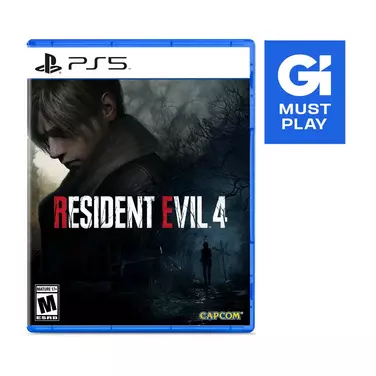 PS5
GI
MUST
PLAY
RESIDENT EVIL 4
MATURE 17+
M
ESRB
CAPCOM